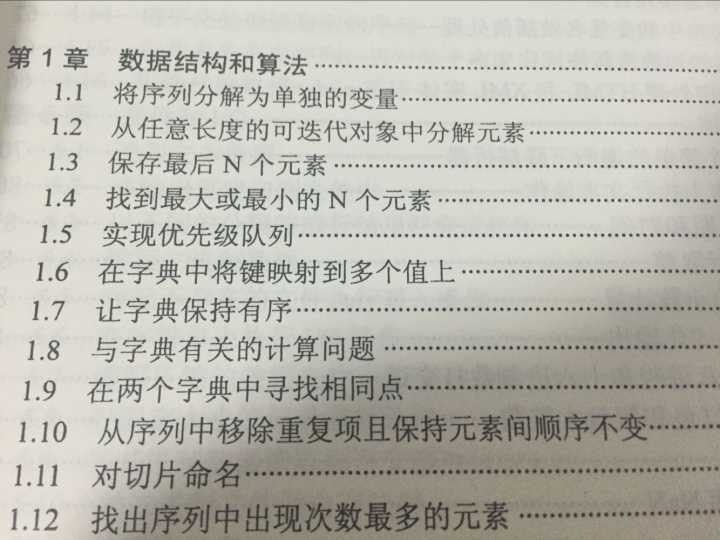 第1章 数据结构和算法
1.1 将序列分解为单独的变量
1.2 从任意长度的可迭代对象中分解元素
1.3 保存最后N个元素
1.4 找到最大或最小的N个元素
1.5 实现优先级队列
1.6 在字典中将键映射到多个值上
1.7 让字典保持有序
1.8 与字典有关的计算问题
1.9 在两个字典中寻找相同点
1.10 从序列中移除重复项且保持元素间顺序不变
1.11 对切片命名
1.12 找出序列中出现次数最多的元素